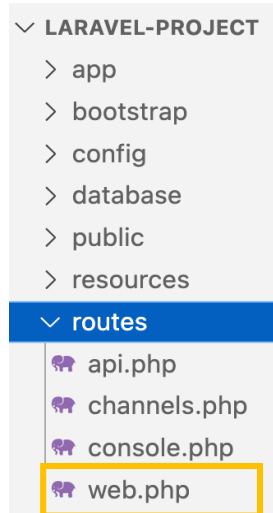 LARAVEL-PROJECT
app
bootstrap
config
database
public
resources
routes
api.php
channels.php
console.php
web.php